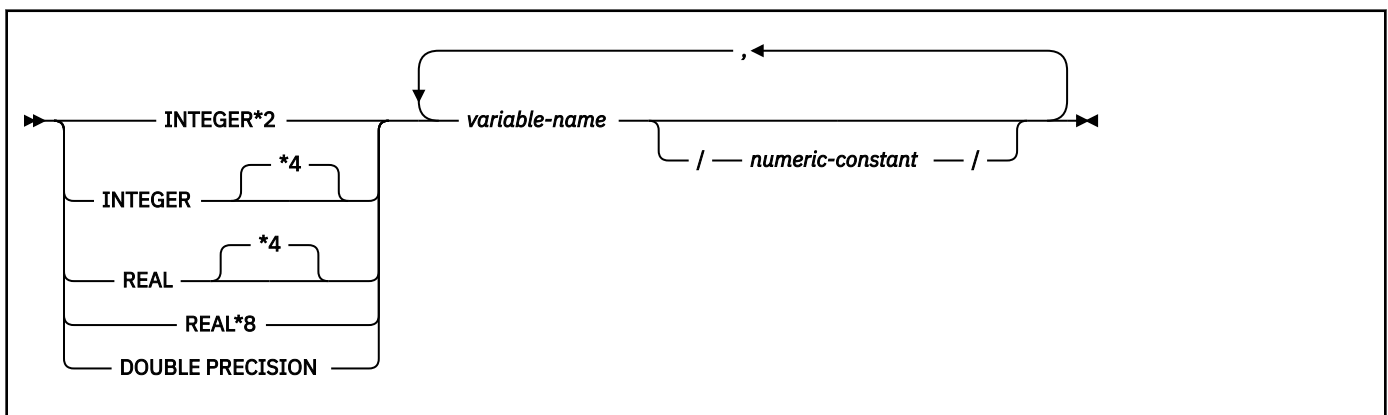 ,
INTEGER*2 variable-name
/ numeric-constant /
*4
INTEGER
*4
REAL
REAL*8
DOUBLE PRECISION